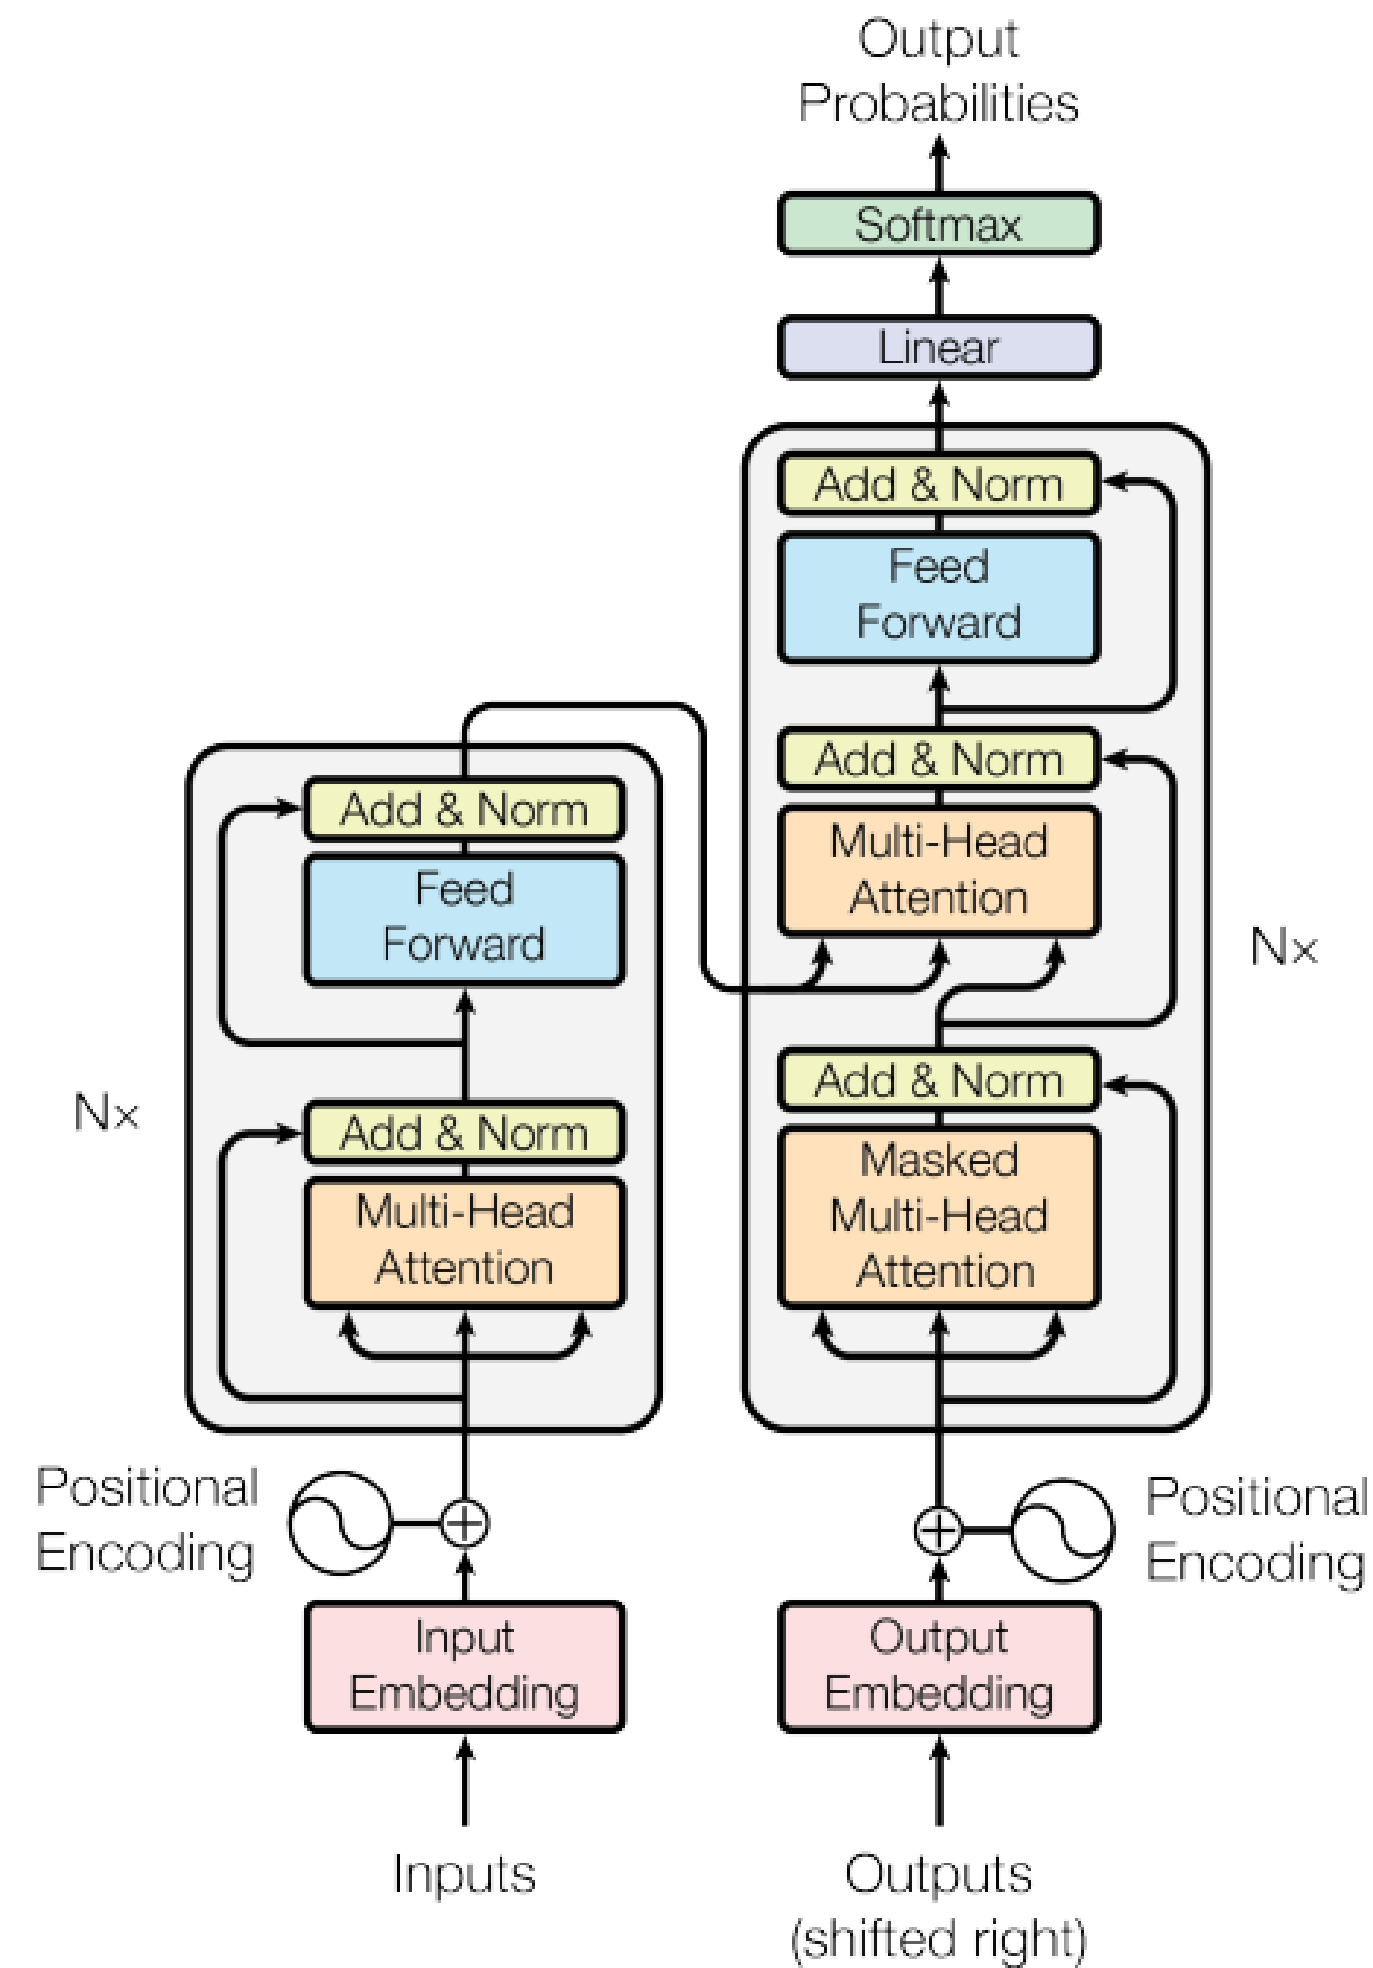 Output
Probabilities
Softmax
Linear
Add & Norm
Feed
Forward
Add & Norm
Multi-Head
Attention
Nx
Add & Norm
Masked
Multi-Head
Attention
Add & Norm
Feed
Forward
Nx
Add & Norm
Multi-Head
Attention
Positional
Encoding
Positional
Encoding
Input
Embedding
Output
Embedding
Inputs
Outputs
(shifted right)